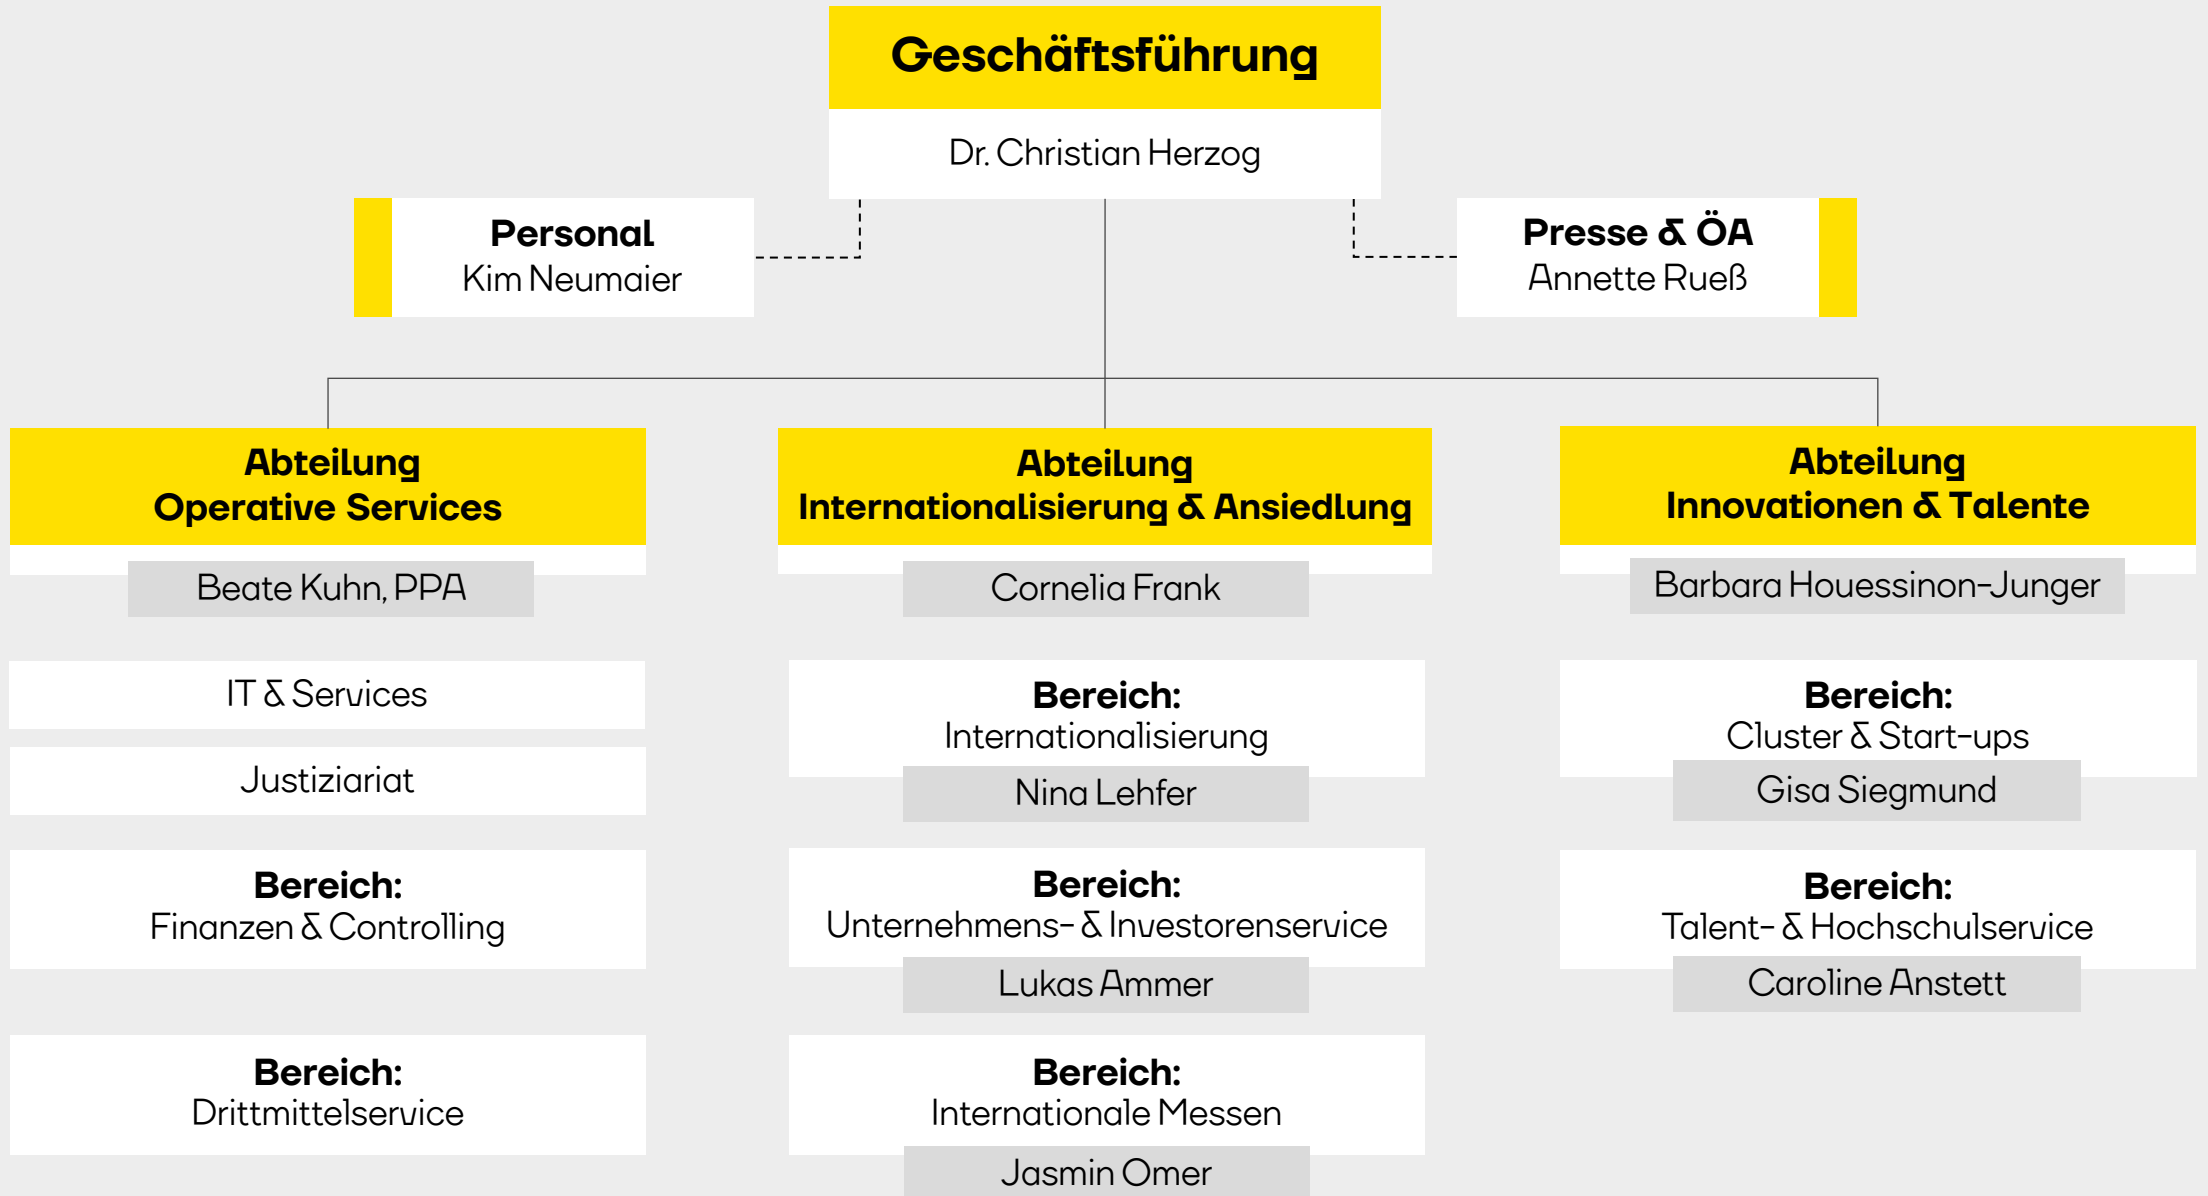 Geschäftsführung
Dr. Christian Herzog
Personal
Kim Neumaier
Presse & ÖA
Annette Rueß
Abteilung
Operative Services
Beate Kuhn, PPA
IT & Services
Justiziariat
Bereich:
Finanzen & Controlling
Bereich:
Drittmittelservice
Abteilung
Internationalisierung & Ansiedlung
Cornelia Frank
Bereich:
Internationalisierung
Nina Lehfer
Bereich:
Unternehmens- & Investorenservice
Lukas Ammer
Bereich:
Internationale Messen
Jasmin Omer
Abteilung
Innovationen & Talente
Barbara Houessinon-Junger
Bereich:
Cluster & Start-ups
Gisa Siegmund
Bereich:
Talent- & Hochschulservice
Caroline Anstett